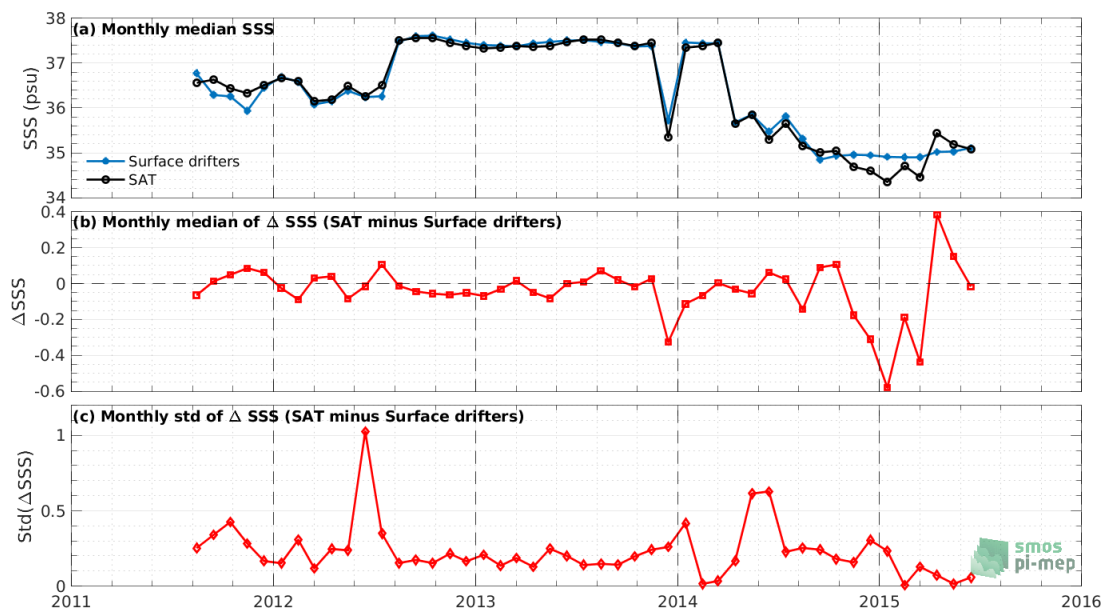 (a) Monthly median SSS
38
37
36
35
34
SSS (psu)
Surface drifters
SAT
(b) Monthly median of Δ SSS (SAT minus Surface drifters)
0.4
0.2
0
-0.2
-0.4
-0.6
ΔSSS
(c) Monthly std of Δ SSS (SAT minus Surface drifters)
1
0.5
0
Std(ΔSSS)
smos
pi-mep
2011 2012 2013 2014 2015 2016